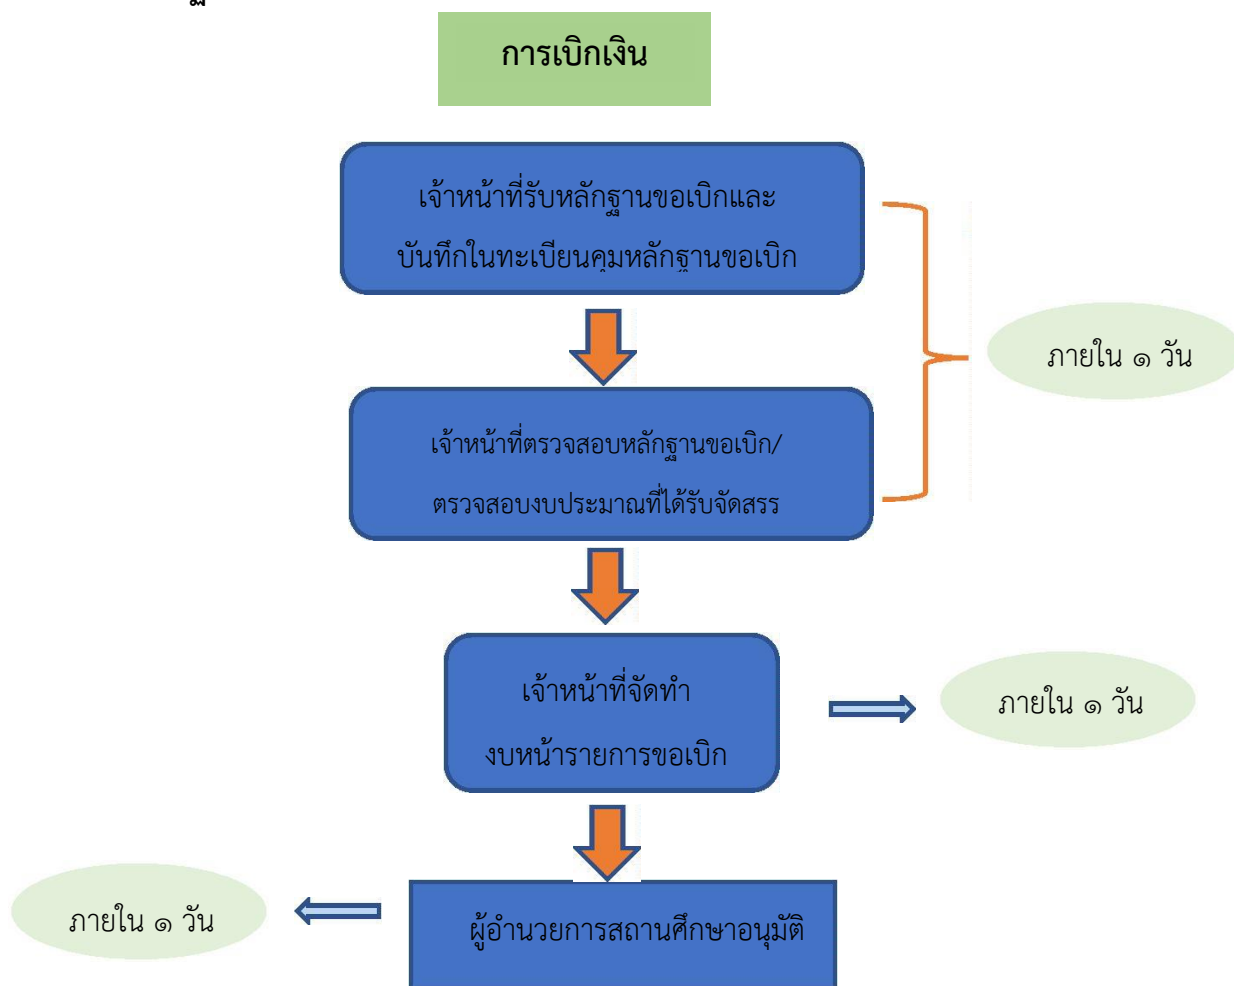 การเบิกเงิน
เจ้าหน้าที่รับหลักฐานขอเบิกและ
บันทึกในทะเบียนคุมหลักฐานขอเบิก
ภายใน ๑ วัน
เจ้าหน้าที่ตรวจสอบหลักฐานขอเบิก/
ตรวจสอบงบประมาณที่ได้รับจัดสรร
เจ้าหน้าที่จัดทำ
งบหน้ารายการขอเบิก
ภายใน ๑ วัน
ภายใน ๑ วัน
ผู้อำนวยการสถานศึกษาอนุมัติ